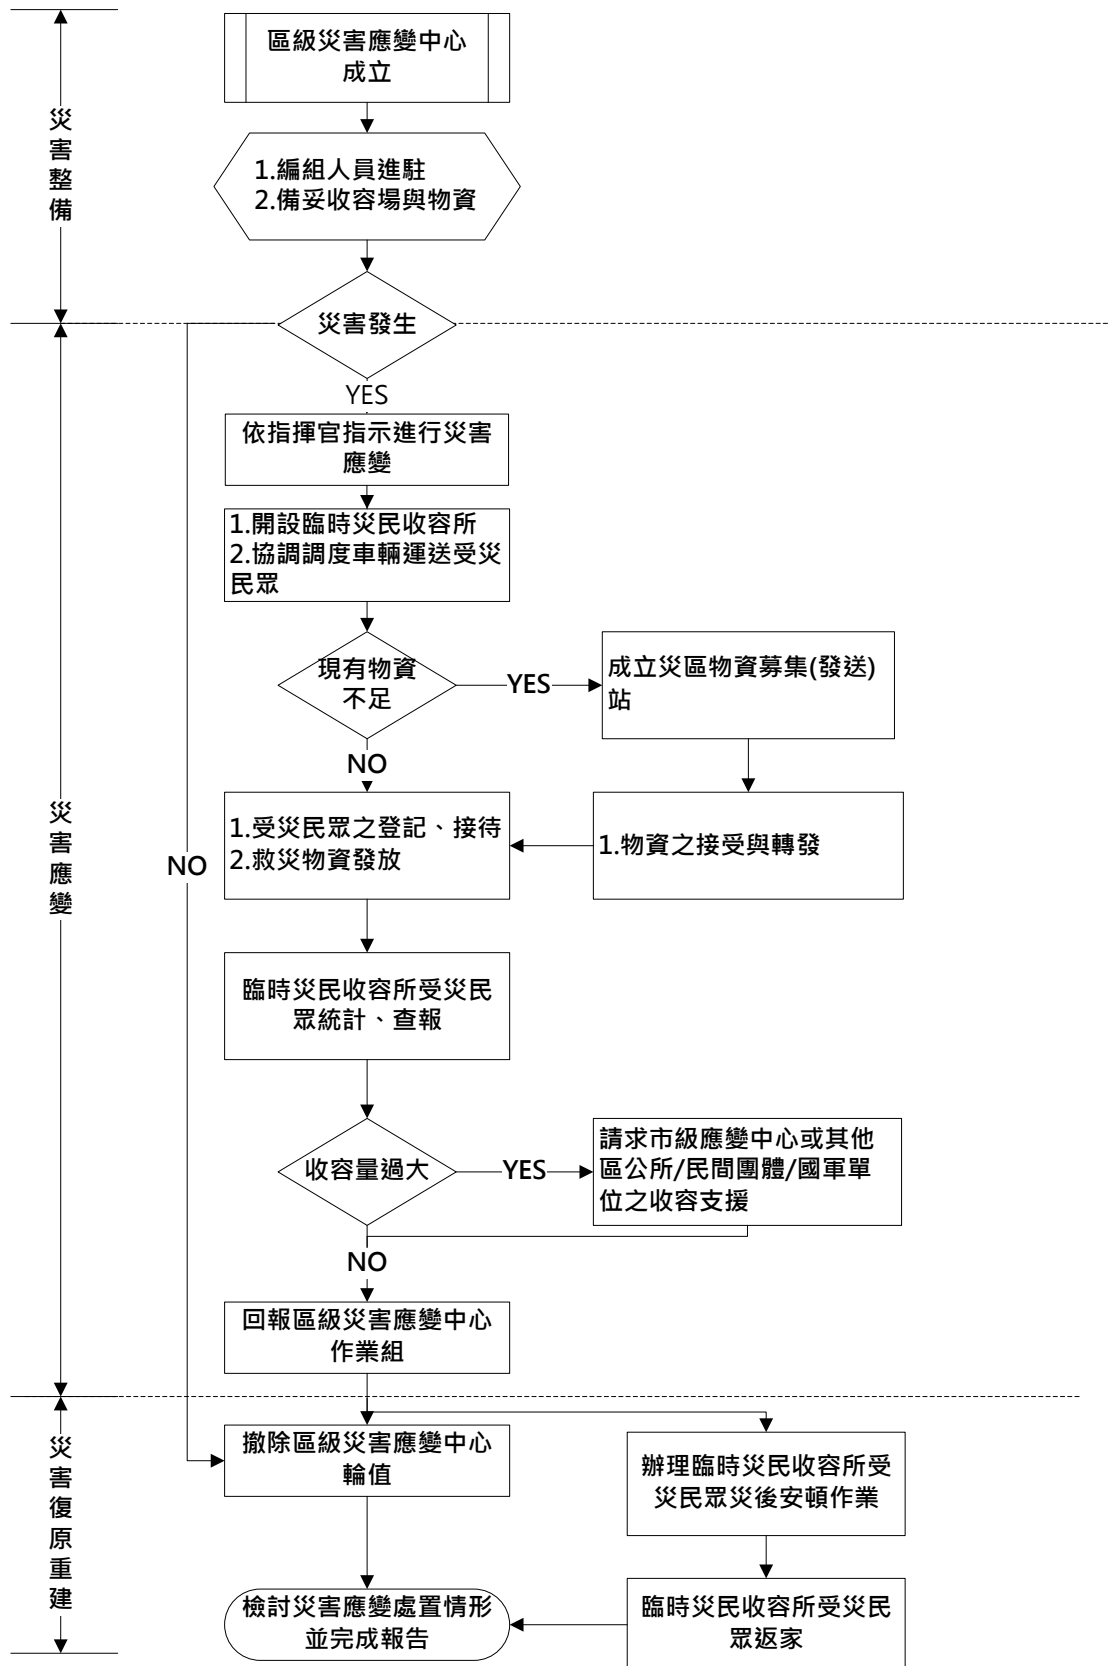 區級災害應變中心
成立
災害整備
1.編組人員進駐
2.備妥收容場與物資
災害發生
YES
依指揮官指示進行災害
應變
1.開設臨時災民收容所
2.協調調度車輛運送受災
民眾
現有物資
不足
YES
成立災區物資募集(發送)
站
NO
災害應變
NO
1.受災民眾之登記、接待
2.救災物資發放
1.物資之接受與轉發
臨時災民收容所受災民
眾統計、查報
收容量過大
YES
請求市級應變中心或其他
區公所/民間團體/國軍單
位之收容支援
NO
回報區級災害應變中心
作業組
災害復原重建
撤除區級災害應變中心
輪值
辦理臨時災民收容所受
災民眾災後安頓作業
檢討災害應變處置情形
並完成報告
臨時災民收容所受災民
眾返家